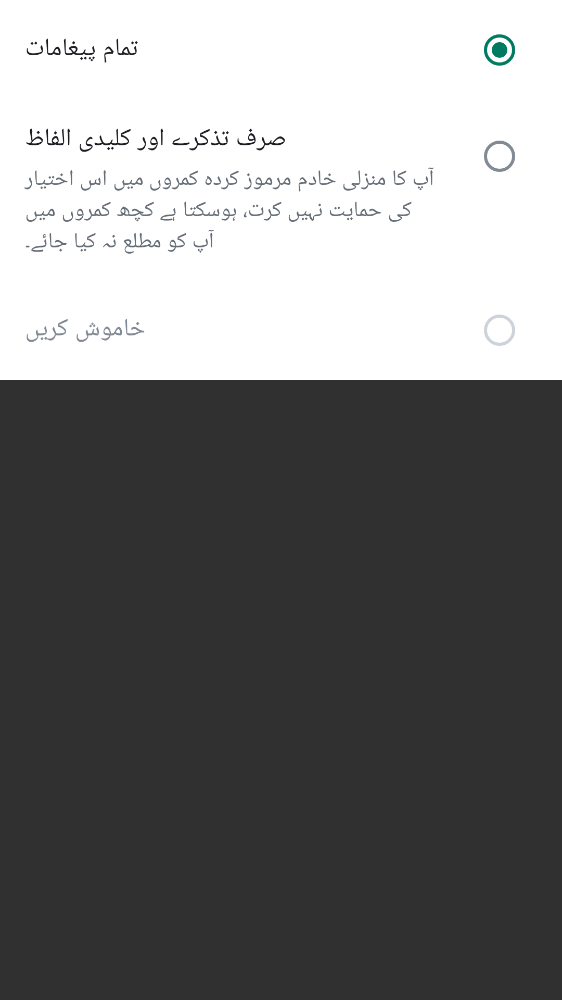 تمام پیغامات
صرف تذکرے اور کلیدی الفاظ
آپ کا منزلی خادم مرموز کردہ کمروں میں اس اختیار
کی حمایت نہیں کرت، ہوسکتا ہے کچھ کمروں میں
آپ کو مطلع نہ کیا جائے۔
خاموش کریں